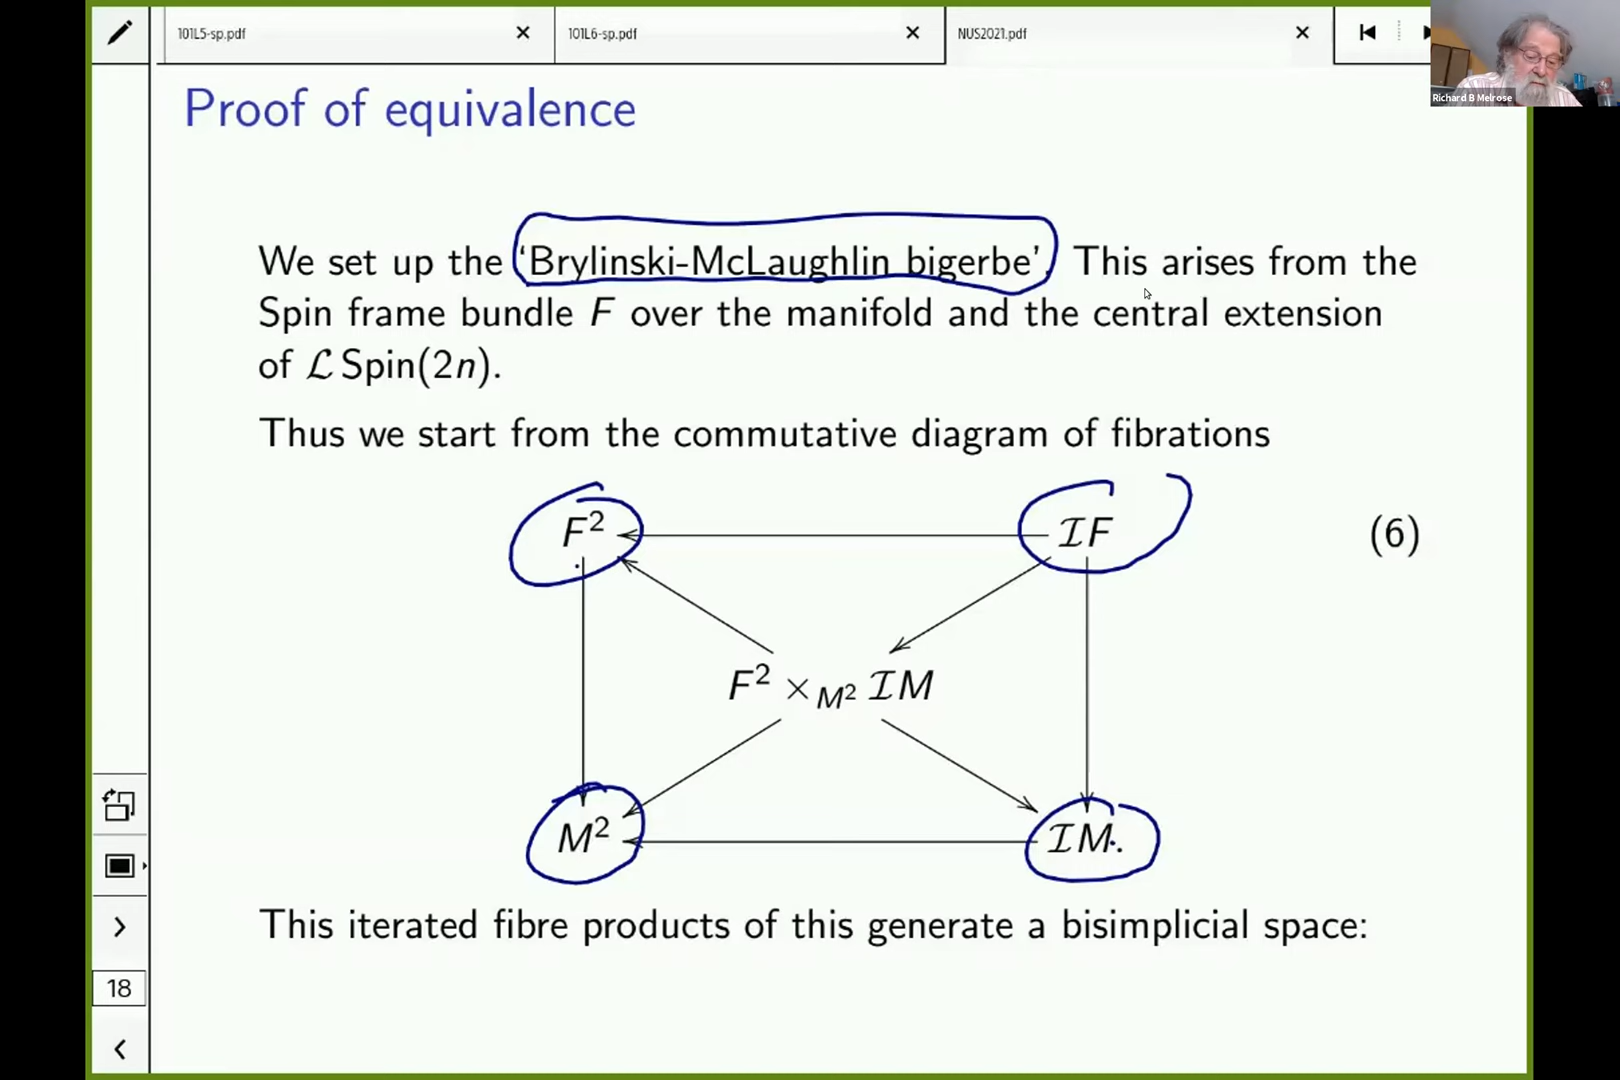 101L5-sp.pdf
101L6-sp.pdf
NUS2021.pdf
Richard B Melrose
Proof of equivalence
We set up the ‘Brylinski-McLaughlin bigerbe’. This arises from the
Spin frame bundle F over the manifold and the central extension
of ℒ Spin(2n).
Thus we start from the commutative diagram of fibrations
F² ℐF (6)
F² ×_{M²} ℐM
M² ℐM.
This iterated fibre products of this generate a bisimplicial space:
18